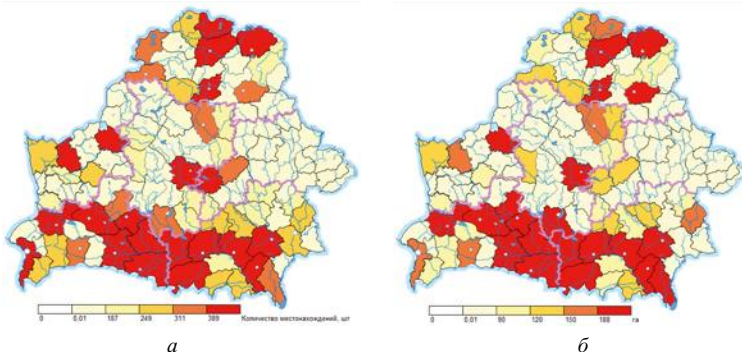 0 0,01 187 249 311 389 Количество местонахождений, шт
0 0,01 90 120 150 188 га
а
б